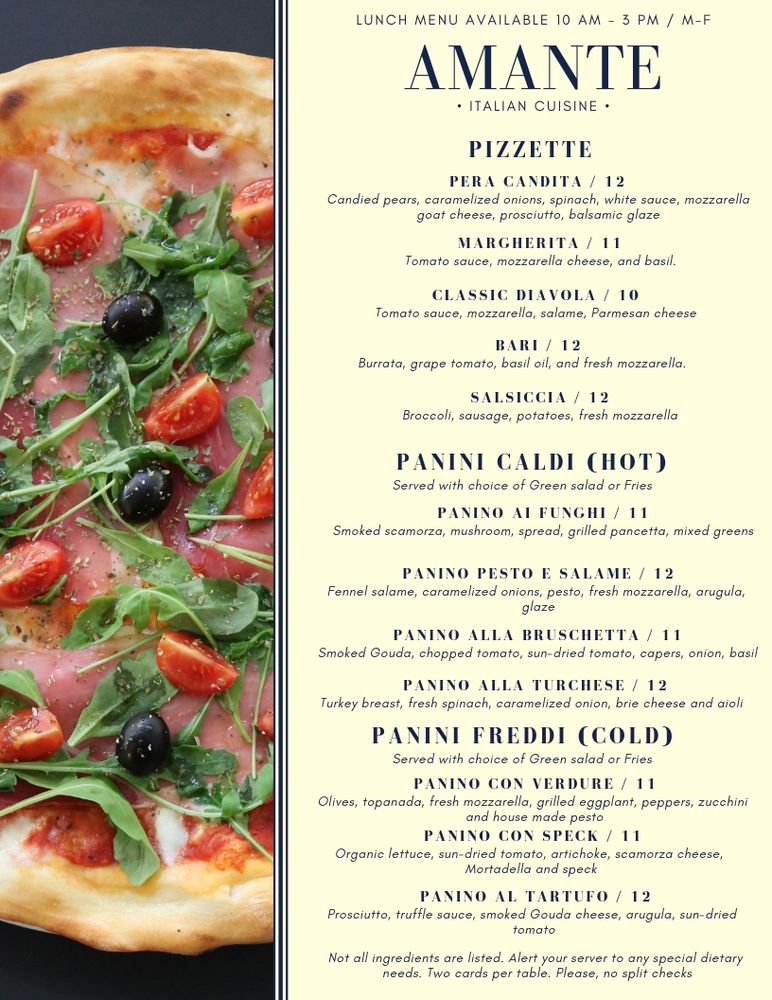 LUNCH MENU AVAILABLE 10 AM - 3 PM / M-F
AMANTE
• ITALIAN CUISINE •
PIZZETTE
PERA CANDITA / 12
Candied pears, caramelized onions, spinach, white sauce, mozzarella
goat cheese, prosciutto, balsamic glaze
MARGHERITA / 11
Tomato sauce, mozzarella cheese, and basil.
CLASSIC DIAVOLA / 10
Tomato sauce, mozzarella, salame, Parmesan cheese
BARI / 12
Burrata, grape tomato, basil oil, and fresh mozzarella.
SALSICCIA / 12
Broccoli, sausage, potatoes, fresh mozzarella
PANINI CALDI (HOT)
Served with choice of Green salad or Fries
PANINO AI FUNGHI / 11
Smoked scamorza, mushroom, spread, grilled pancetta, mixed greens
PANINO PESTO E SALAME / 12
Fennel salame, caramelized onions, pesto, fresh mozzarella, arugula,
glaze
PANINO ALLA BRUSCHETTA / 11
Smoked Gouda, chopped tomato, sun-dried tomato, capers, onion, basil
PANINO ALLA TURCHESE / 12
Turkey breast, fresh spinach, caramelized onion, brie cheese and aioli
PANINI FREDDI (COLD)
Served with choice of Green salad or Fries
PANINO CON VERDURE / 11
Olives, topanada, fresh mozzarella, grilled eggplant, peppers, zucchini
and house made pesto
PANINO CON SPECK / 11
Organic lettuce, sun-dried tomato, artichoke, scamorza cheese,
Mortadella and speck
PANINO AL TARTUFO / 12
Prosciutto, truffle sauce, smoked Gouda cheese, arugula, sun-dried
tomato
Not all ingredients are listed. Alert your server to any special dietary
needs. Two cards per table. Please, no split checks